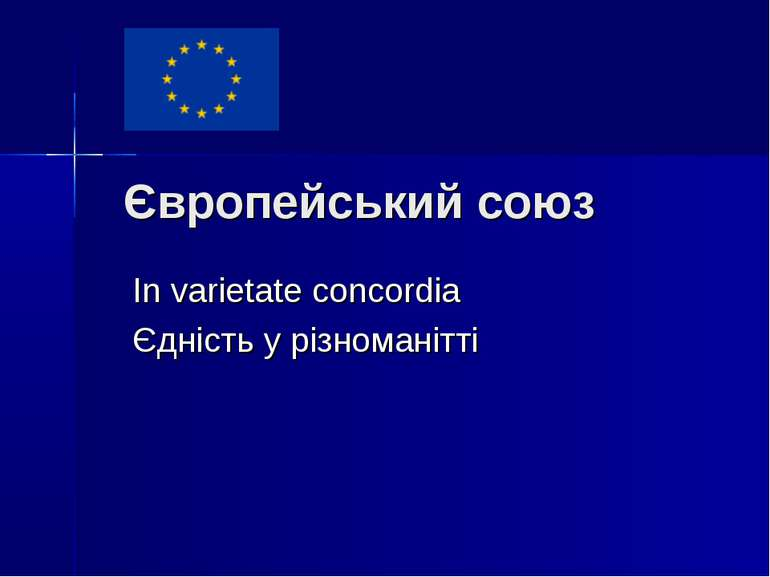 Європейський союз
In varietate concordia
Єдність у різноманітті